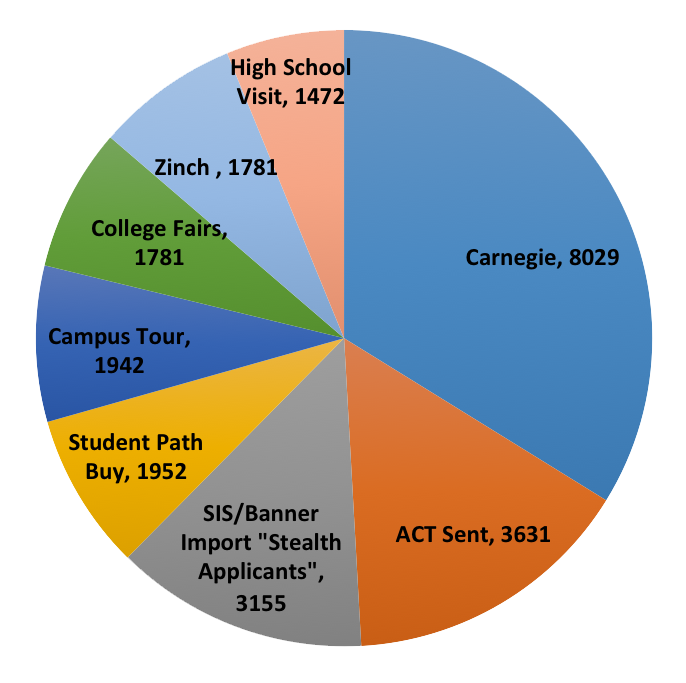 High School
Visit, 1472
Zinch , 1781
College Fairs,
1781
Carnegie, 8029
Campus Tour,
1942
Student Path
Buy, 1952
SIS/Banner
Import "Stealth
Applicants",
3155
ACT Sent, 3631